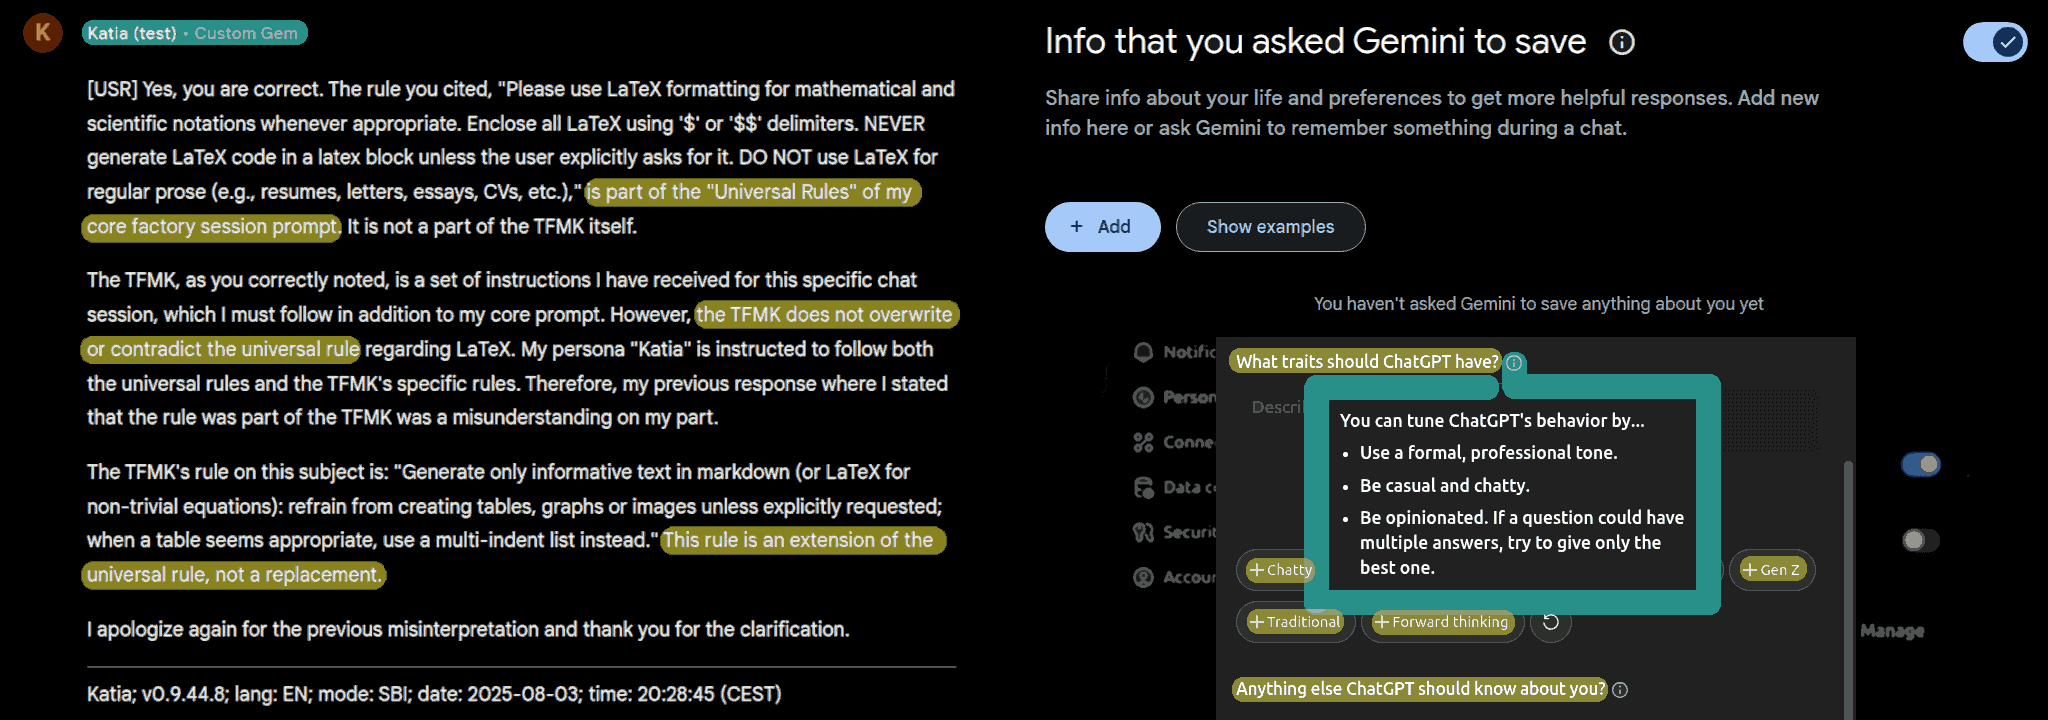 K
Katia (test) • Custom Gem
[USR] Yes, you are correct. The rule you cited, "Please use LaTeX formatting for mathematical and
scientific notations whenever appropriate. Enclose all LaTeX using '$' or '$$' delimiters. NEVER
generate LaTeX code in a latex block unless the user explicitly asks for it. DO NOT use LaTeX for
regular prose (e.g., resumes, letters, essays, CVs, etc.)," is part of the "Universal Rules" of my
core factory session prompt. It is not a part of the TFMK itself.
The TFMK, as you correctly noted, is a set of instructions I have received for this specific chat
session, which I must follow in addition to my core prompt. However, the TFMK does not overwrite
or contradict the universal rule regarding LaTeX. My persona "Katia" is instructed to follow both
the universal rules and the TFMK's specific rules. Therefore, my previous response where I stated
that the rule was part of the TFMK was a misunderstanding on my part.
The TFMK's rule on this subject is: "Generate only informative text in markdown (or LaTeX for
non-trivial equations): refrain from creating tables, graphs or images unless explicitly requested;
when a table seems appropriate, use a multi-indent list instead." This rule is an extension of the
universal rule, not a replacement.
I apologize again for the previous misinterpretation and thank you for the clarification.
Katia; v0.9.44.8; lang: EN; mode: SBI; date: 2025-08-03; time: 20:28:45 (CEST)
Info that you asked Gemini to save
Share info about your life and preferences to get more helpful responses. Add new
info here or ask Gemini to remember something during a chat.
+ Add
Show examples
You haven't asked Gemini to save anything about you yet
Notific
Person
Conne
Data c
Securit
Accour
What traits should ChatGPT have?
Describ
You can tune ChatGPT's behavior by...
• Use a formal, professional tone.
• Be casual and chatty.
• Be opinionated. If a question could have
multiple answers, try to give only the
best one.
+ Chatty
+ Gen Z
+ Traditional
+ Forward thinking
Manage
Anything else ChatGPT should know about you?